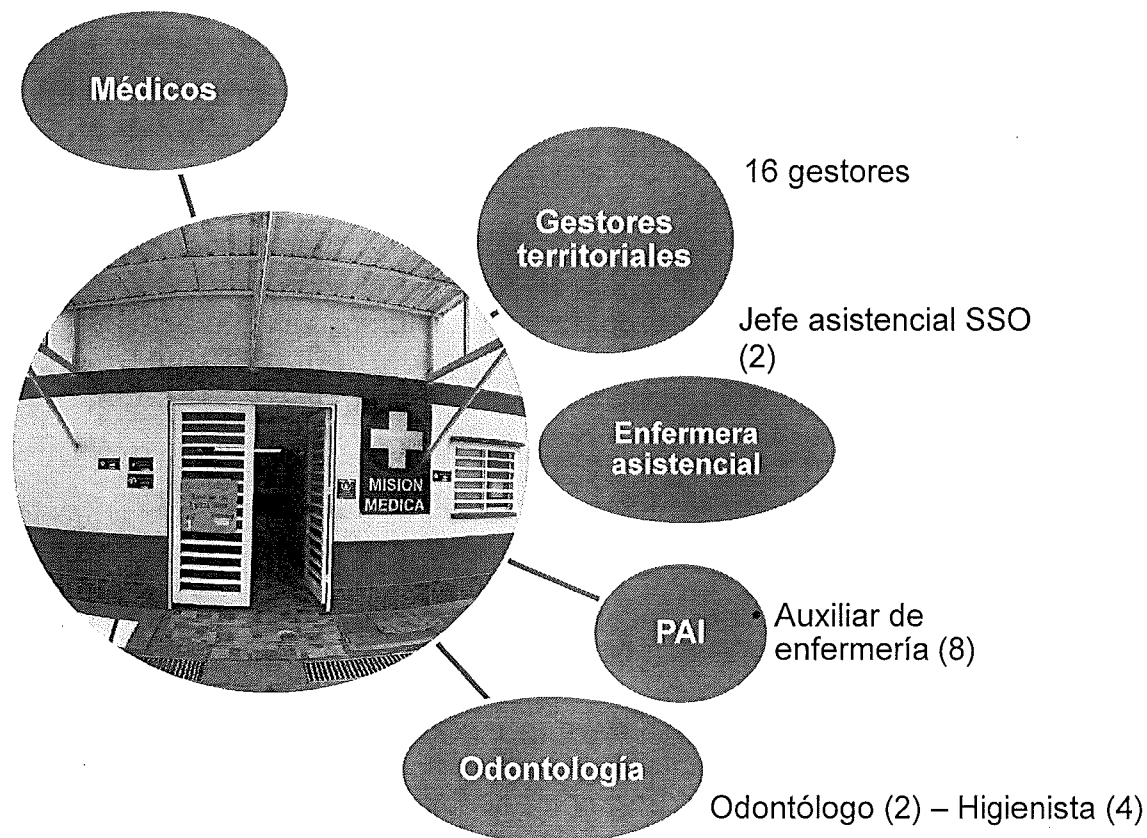 Médicos
16 gestores
Gestores
territoriales
Jefe asistencial SSO
(2)
Enfermera
asistencial
MISION
MEDICA
PAI
Auxiliar de
enfermería (8)
Odontología
Odontólogo (2) – Higienista (4)